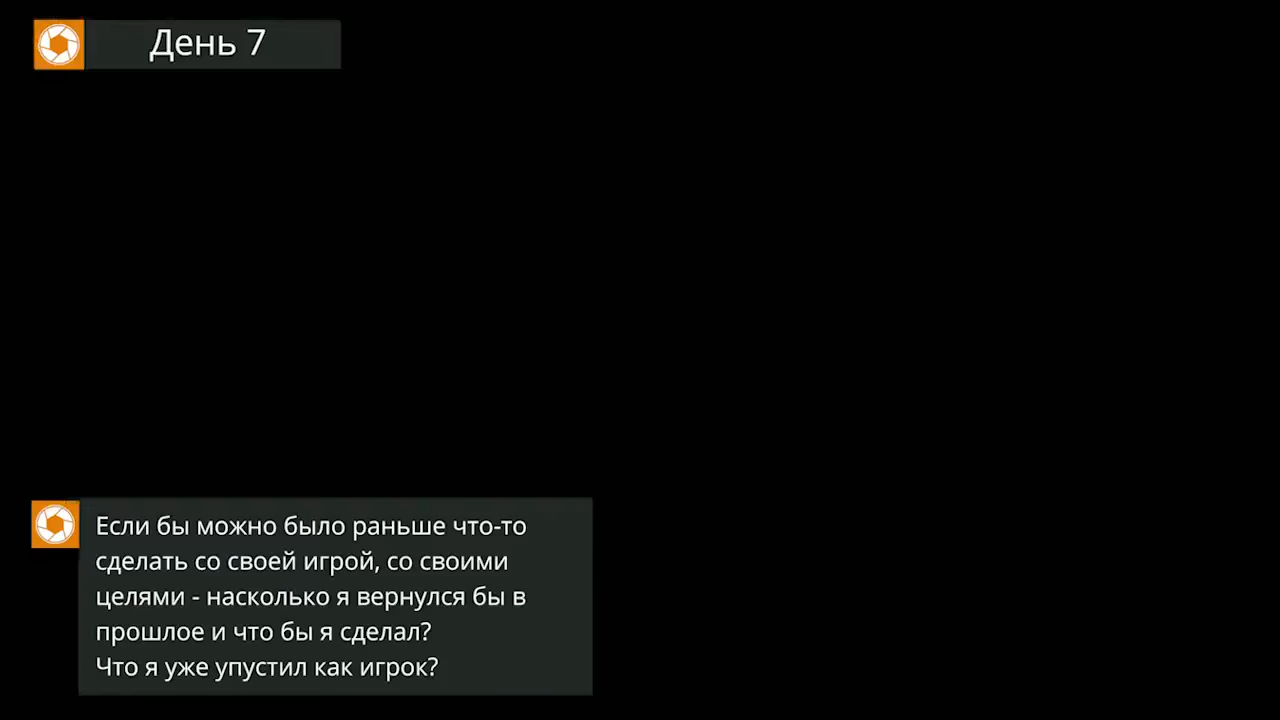 День 7
Если бы можно было раньше что-то
сделать со своей игрой, со своими
целями - насколько я вернулся бы в
прошлое и что бы я сделал?
Что я уже упустил как игрок?